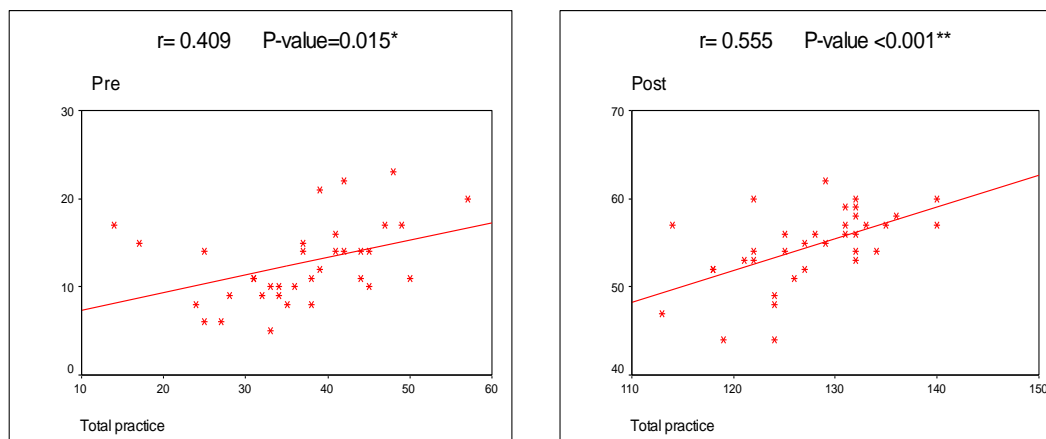 r= 0.409 P-value=0.015*
Pre
30
20
10
0
10 20 30 40 50 60
Total practice
r= 0.555 P-value <0.001**
Post
70
60
50
40
110 120 130 140 150
Total practice